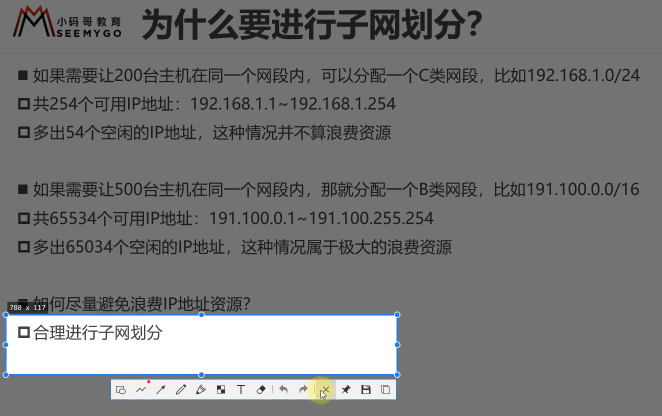 小码哥教育
SEEMYGO
为什么要进行子网划分?
如果需要让200台主机在同一个网段内，可以分配一个C类网段，比如192.168.1.0/24
共254个可用IP地址：192.168.1.1~192.168.1.254
多出54个空闲的IP地址，这种情况并不算浪费资源
如果需要让500台主机在同一个网段内，那就分配一个B类网段，比如191.100.0.0/16
共65534个可用IP地址：191.100.0.1~191.100.255.254
多出65034个空闲的IP地址，这种情况属于极大的浪费资源
如何尽量避免浪费IP地址资源?
780 x 117
合理进行子网划分
T